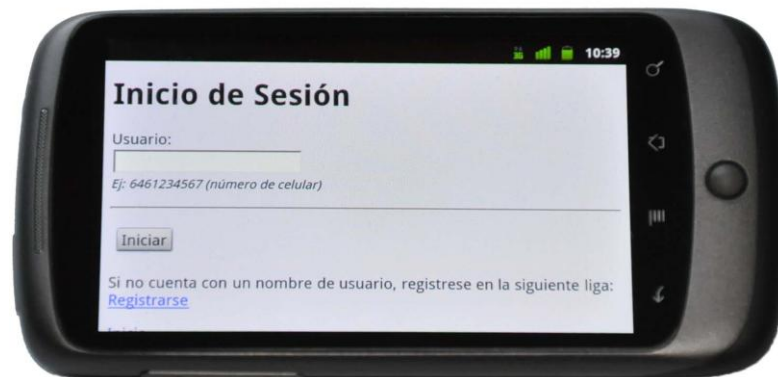 10:39
Inicio de Sesión
Usuario:
Ej: 6461234567 (número de celular)
Iniciar
Si no cuenta con un nombre de usuario, registrese en la siguiente liga:
Registrarse